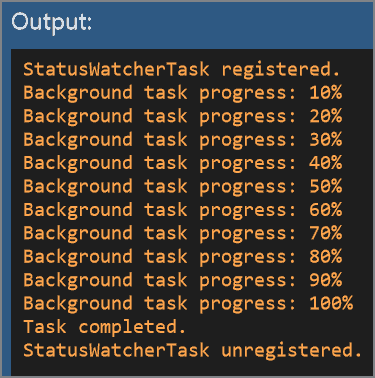 Output:
StatusWatcherTask registered.
Background task progress: 10%
Background task progress: 20%
Background task progress: 30%
Background task progress: 40%
Background task progress: 50%
Background task progress: 60%
Background task progress: 70%
Background task progress: 80%
Background task progress: 90%
Background task progress: 100%
Task completed.
StatusWatcherTask unregistered.